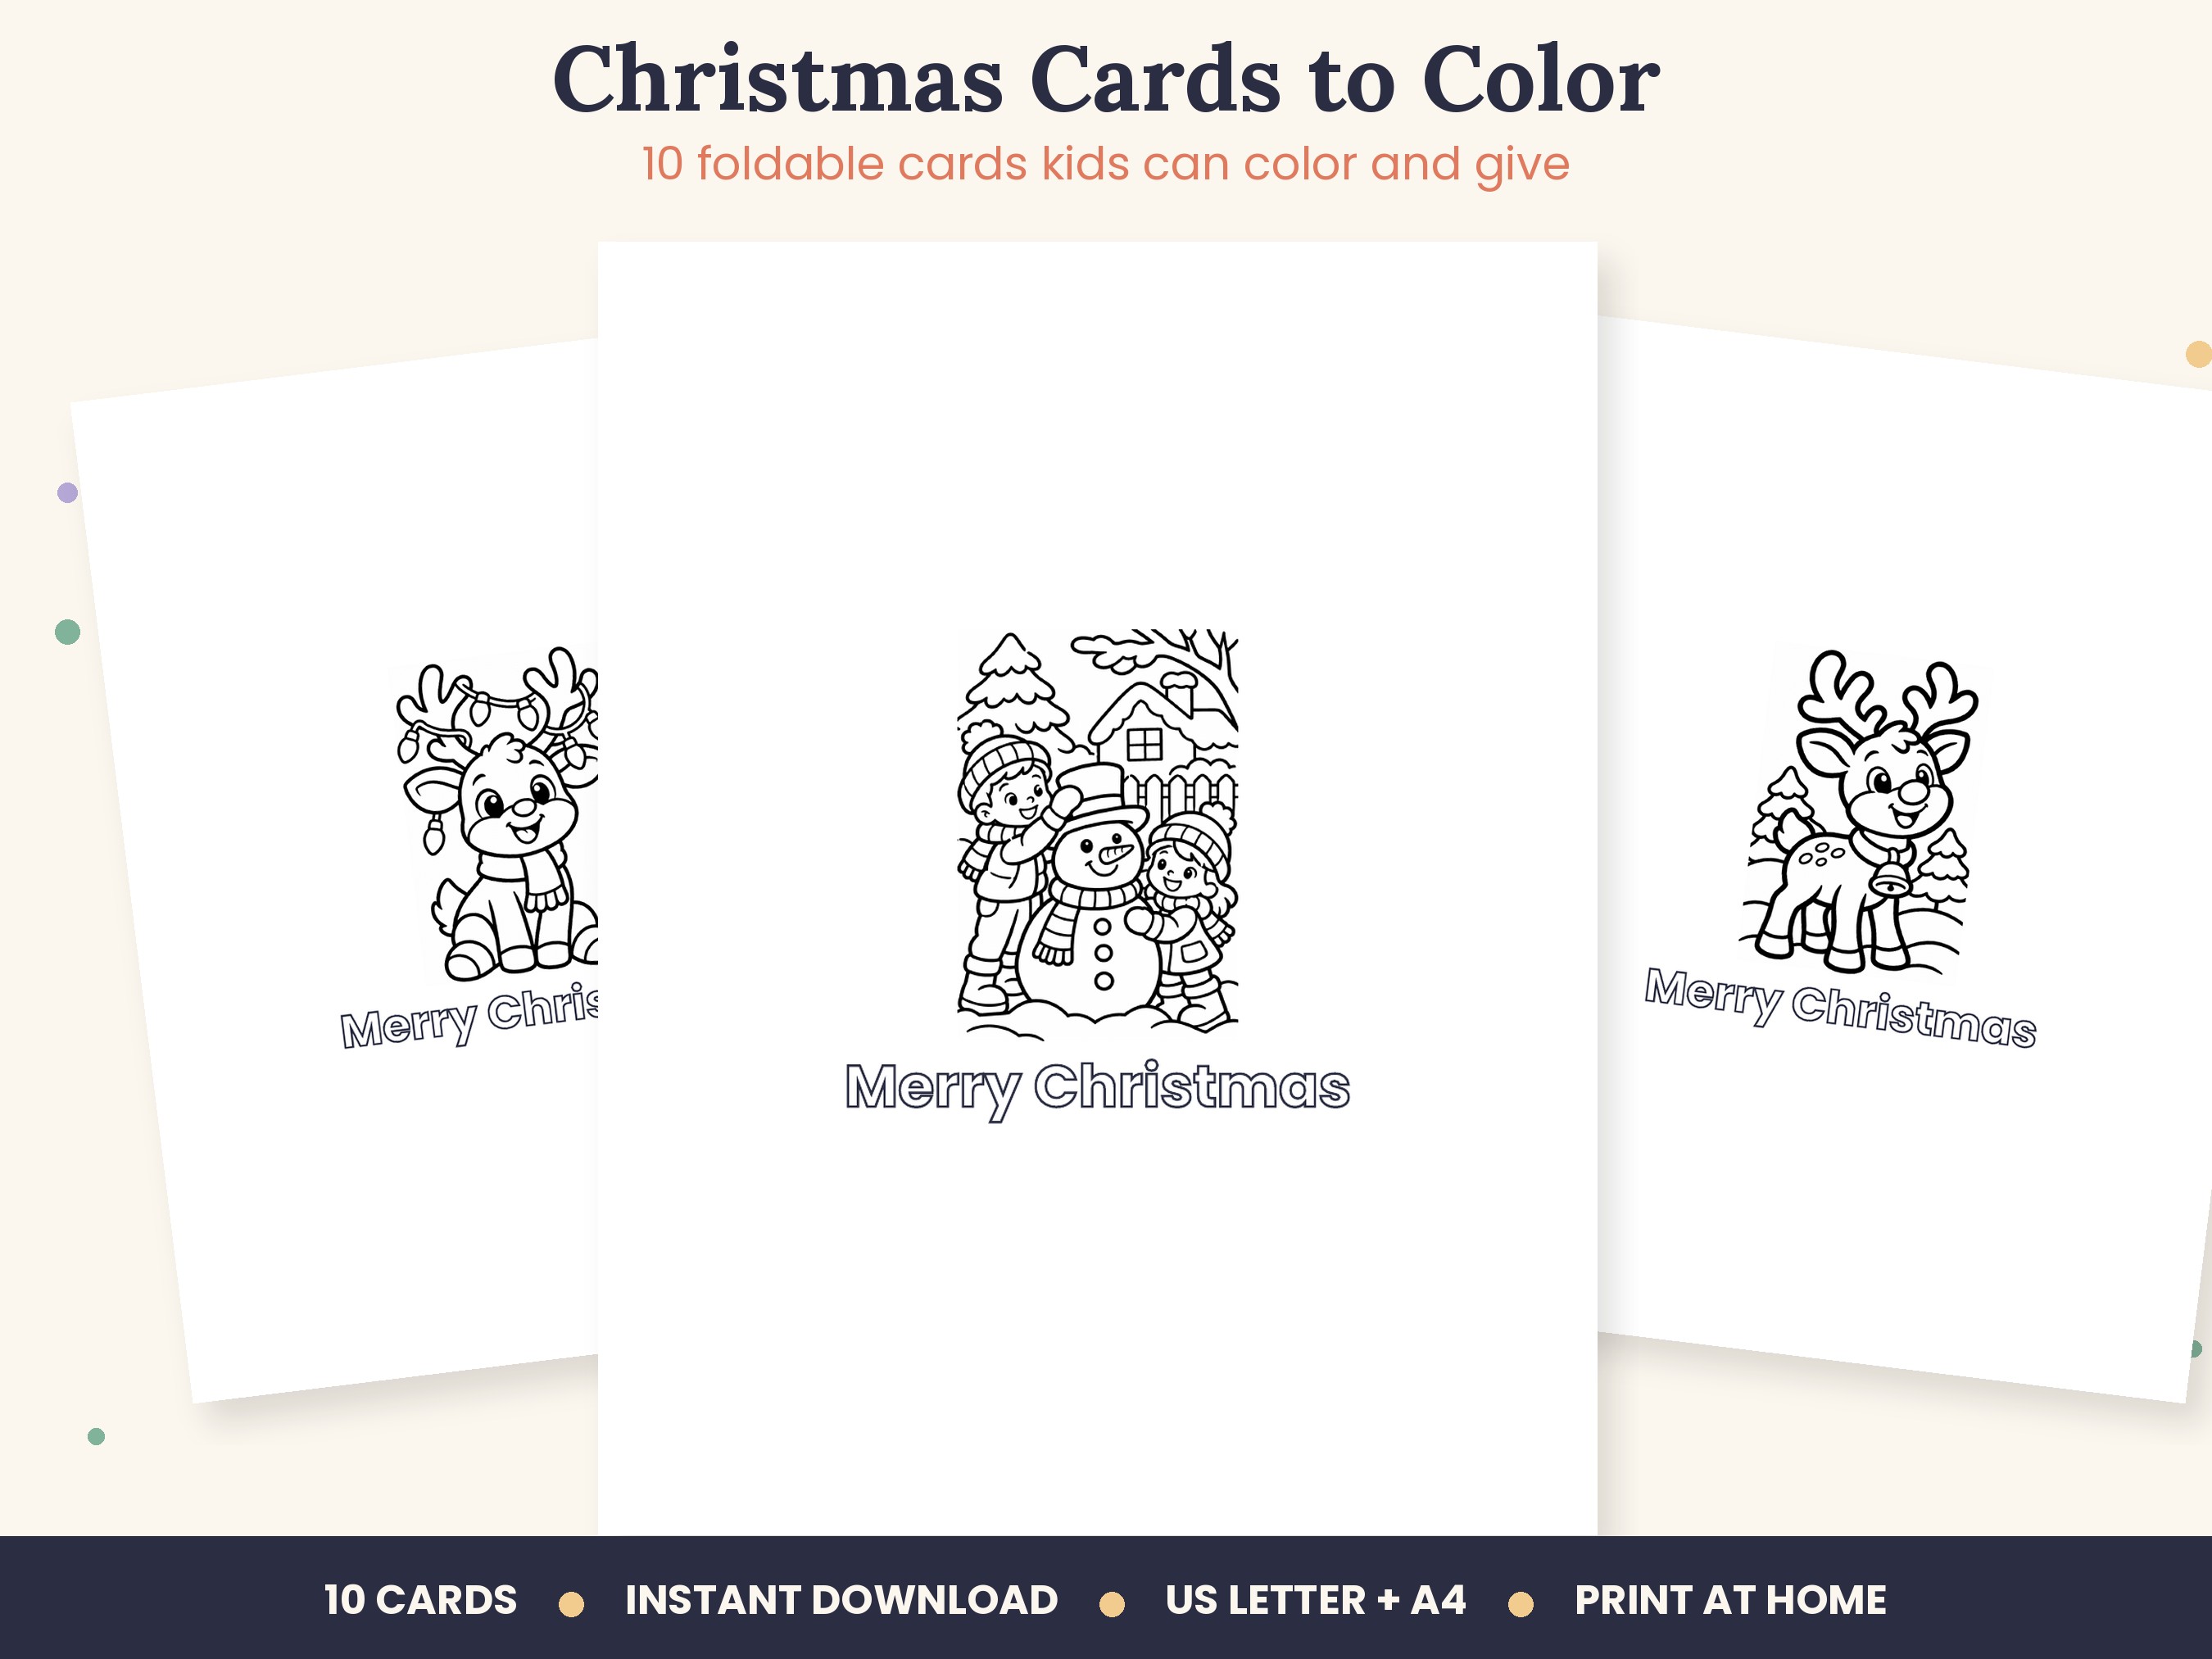 Christmas Cards to Color
10 foldable cards kids can color and give
Merry Chris
Merry Christmas
Merry Christmas
10 CARDS ● INSTANT DOWNLOAD ● US LETTER + A4 ● PRINT AT HOME